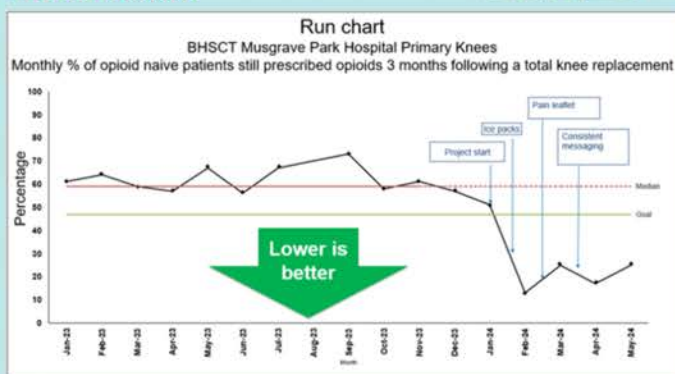 Run chart
BHSCT Musgrave Park Hospital Primary Knees
Monthly % of opioid naive patients still prescribed opioids 3 months following a total knee replacement
Percentage
100
90
80
70
60
50
40
30
20
10
0
Project start
Ice packs
Pain leaflet
Consistent
messaging
Median
Goal
Lower is
better
Jan-23
Feb-23
Mar-23
Apr-23
May-23
Jun-23
Jul-23
Aug-23
Sep-23
Oct-23
Nov-23
Dec-23
Jan-24
Feb-24
Mar-24
Apr-24
May-24
Month